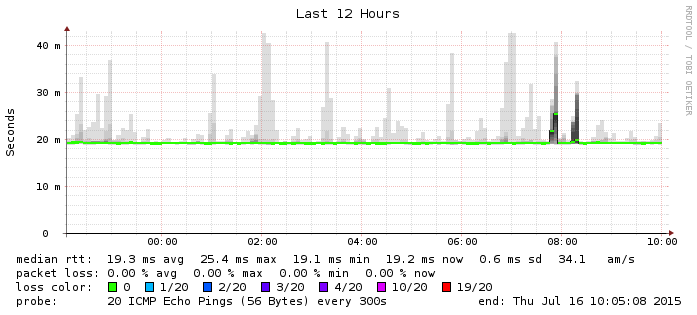 Last 12 Hours
RRDTOOL / TOBI OETIKER
Seconds
40 m
30 m
20 m
10 m
0
00:00 02:00 04:00 06:00 08:00 10:00
median rtt: 19.3 ms avg 25.4 ms max 19.1 ms min 19.2 ms now 0.6 ms sd 34.1 am/s
packet loss: 0.00 % avg 0.00 % max 0.00 % min 0.00 % now
loss color: 0 1/20 2/20 3/20 4/20 10/20 19/20
probe: 20 ICMP Echo Pings (56 Bytes) every 300s end: Thu Jul 16 10:05:08 2015